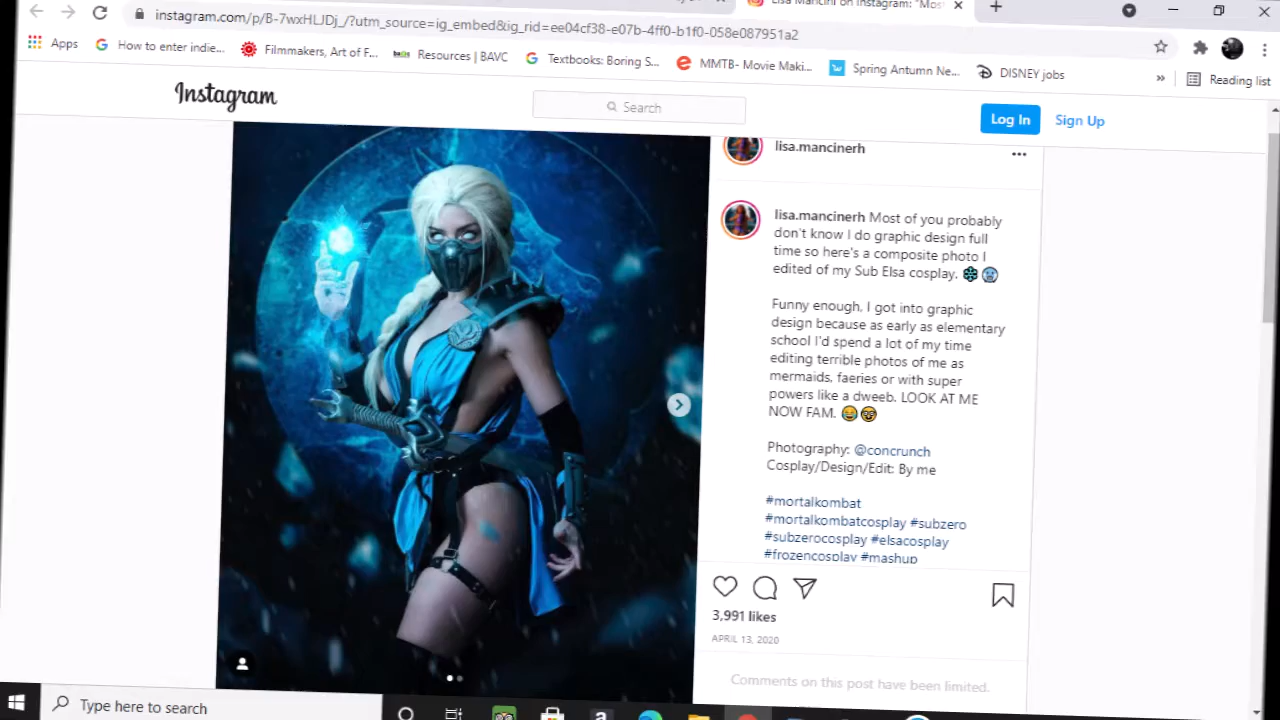 Lisa Mancini on Instagram: "Mos
instagram.com/p/B-7wxHLJDj_/?utm_source=ig_embed&ig_rid=ee04cf38-e07b-4ff0-b1f0-058e087951a2
Apps How to enter indie... Filmmakers, Art of F... Resources | BAVC Textbooks: Boring S... MMTB- Movie Maki... Spring Autumn Ne... DISNEY jobs » Reading list
Instagram Search Log In Sign Up
lisa.mancinerh
lisa.mancinerh Most of you probably
don't know I do graphic design full
time so here's a composite photo I
edited of my Sub Elsa cosplay.
Funny enough, I got into graphic
design because as early as elementary
school I'd spend a lot of my time
editing terrible photos of me as
mermaids, faeries or with super
powers like a dweeb. LOOK AT ME
NOW FAM.
Photography: @concrunch
Cosplay/Design/Edit: By me
#mortalkombat
#mortalkombatcosplay #subzero
#subzerocosplay #elsacosplay
#frozencosplay #mashup
3,991 likes
APRIL 13, 2020
Comments on this post have been limited.
Type here to search